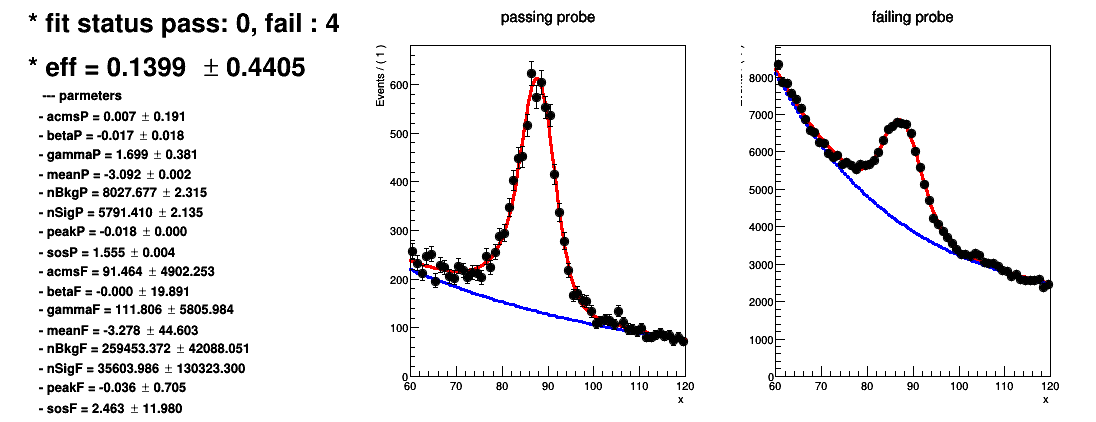 * fit status pass: 0, fail : 4
* eff = 0.1399 ± 0.4405
--- parmeters
- acmsP = 0.007 ± 0.191
- betaP = -0.017 ± 0.018
- gammaP = 1.699 ± 0.381
- meanP = -3.092 ± 0.002
- nBkgP = 8027.677 ± 2.315
- nSigP = 5791.410 ± 2.135
- peakP = -0.018 ± 0.000
- sosP = 1.555 ± 0.004
- acmsF = 91.464 ± 4902.253
- betaF = -0.000 ± 19.891
- gammaF = 111.806 ± 5805.984
- meanF = -3.278 ± 44.603
- nBkgF = 259453.372 ± 42088.051
- nSigF = 35603.986 ± 130323.300
- peakF = -0.036 ± 0.705
- sosF = 2.463 ± 11.980
passing probe
Events / ( 1 )
600
500
400
300
200
100
0
60 70 80 90 100 110 120
x
failing probe
8000
7000
6000
5000
4000
3000
2000
1000
0
60 70 80 90 100 110 120
x